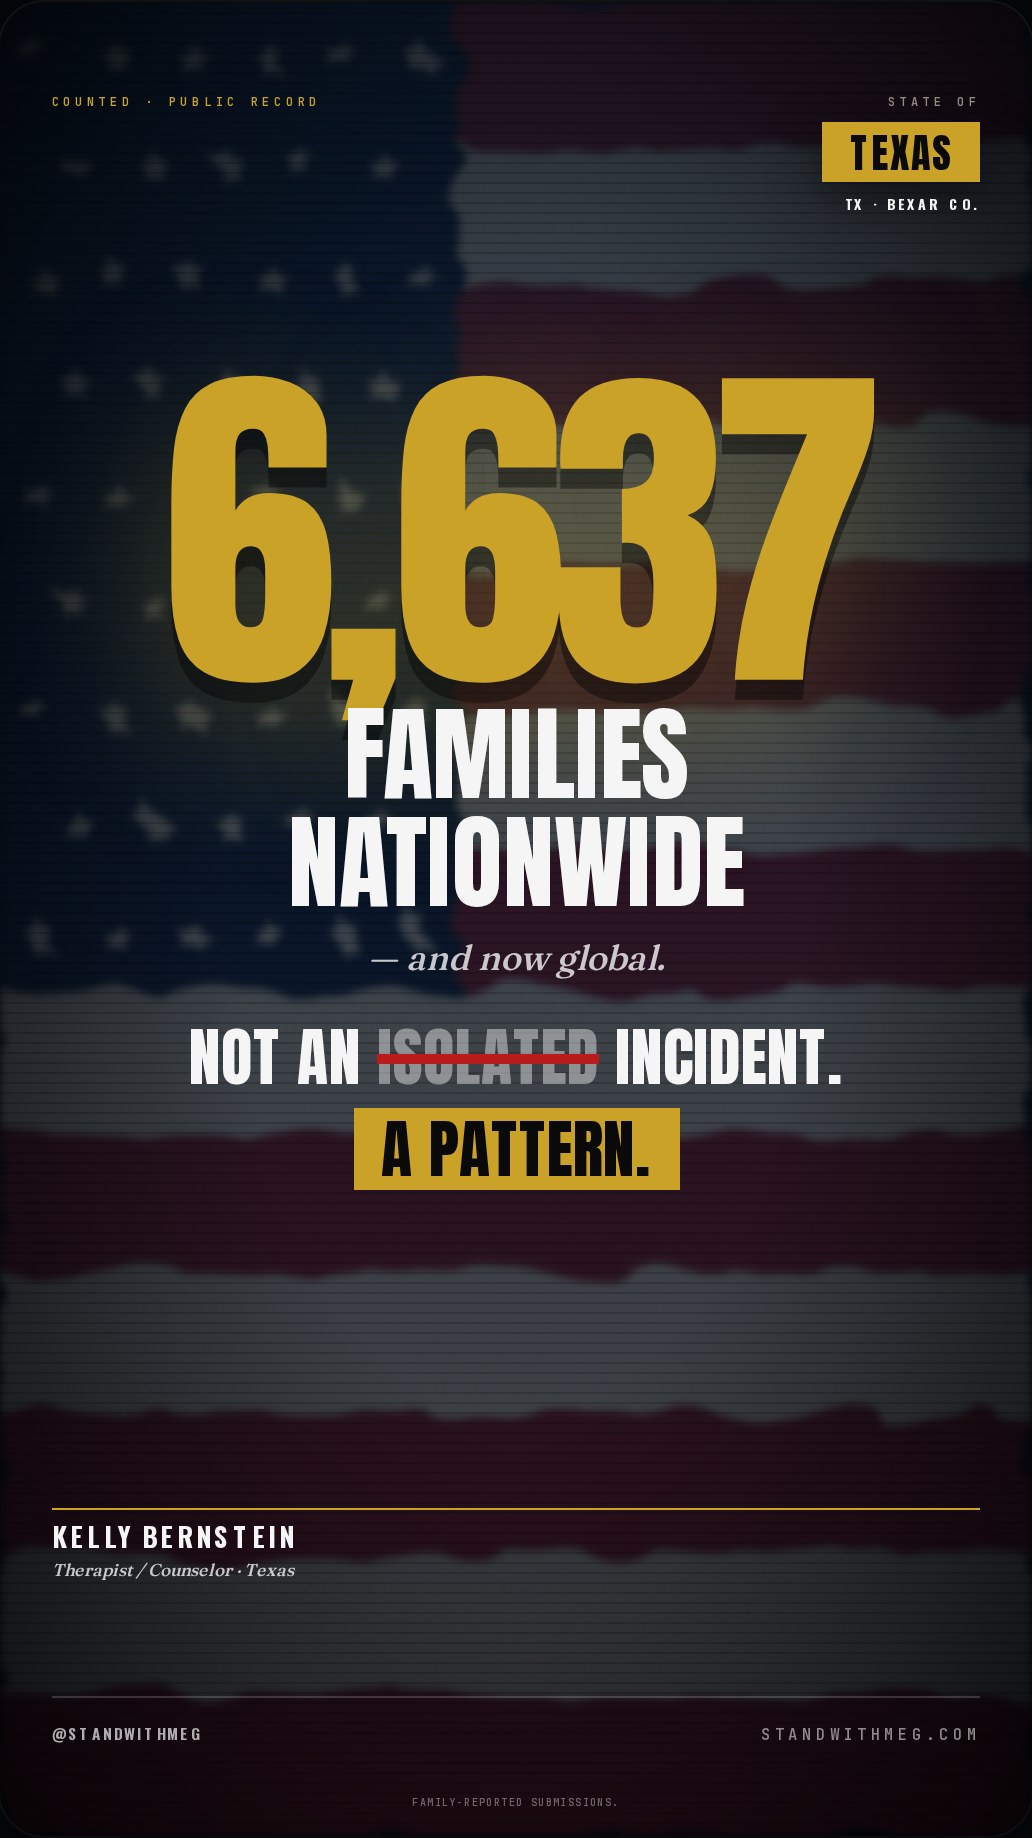 COUNTED · PUBLIC RECORD
STATE OF
TEXAS
TX · BEXAR CO.
6,637
FAMILIES
NATIONWIDE
— and now global.
NOT AN ISOLATED INCIDENT.
A PATTERN.
KELLY BERNSTEIN
Therapist / Counselor · Texas
@STANDWITHMEG
STANDWITHMEG.COM
FAMILY-REPORTED SUBMISSIONS.